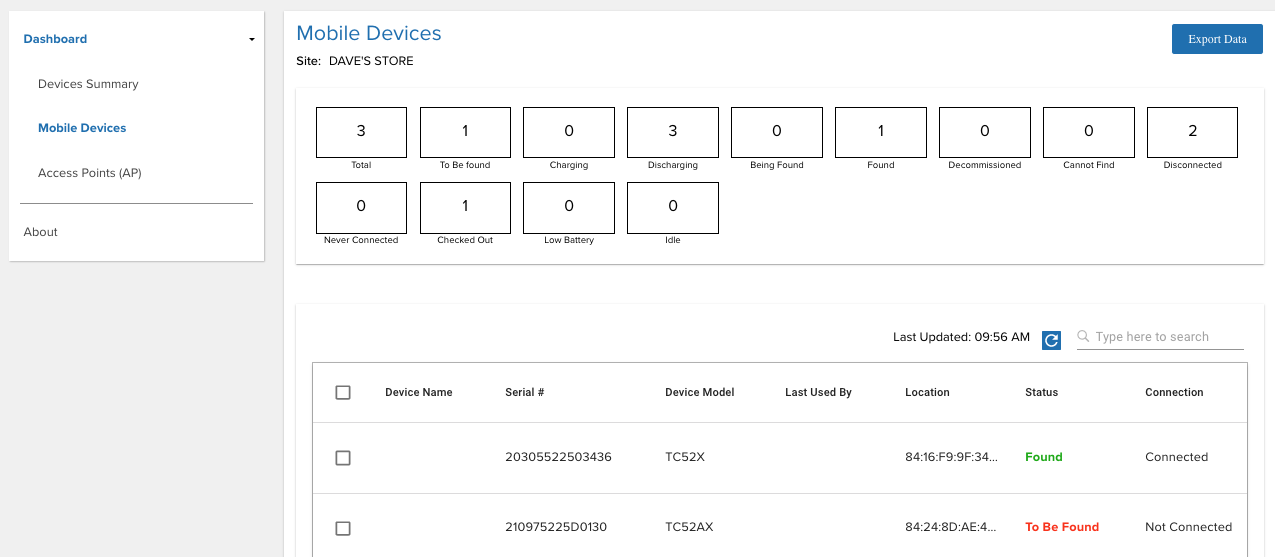 Dashboard
Devices Summary
Mobile Devices
Access Points (AP)
About
Mobile Devices
Export Data
Site: DAVE'S STORE
3 1 0 3 0 1 0 0 2
Total To Be found Charging Discharging Being Found Found Decommissioned Cannot Find Disconnected
0 1 0 0
Never Connected Checked Out Low Battery Idle
Last Updated: 09:56 AM Type here to search
Device Name Serial # Device Model Last Used By Location Status Connection
20305522503436 TC52X 84:16:F9:9F:34... Found Connected
210975225D0130 TC52AX 84:24:8D:AE:4... To Be Found Not Connected